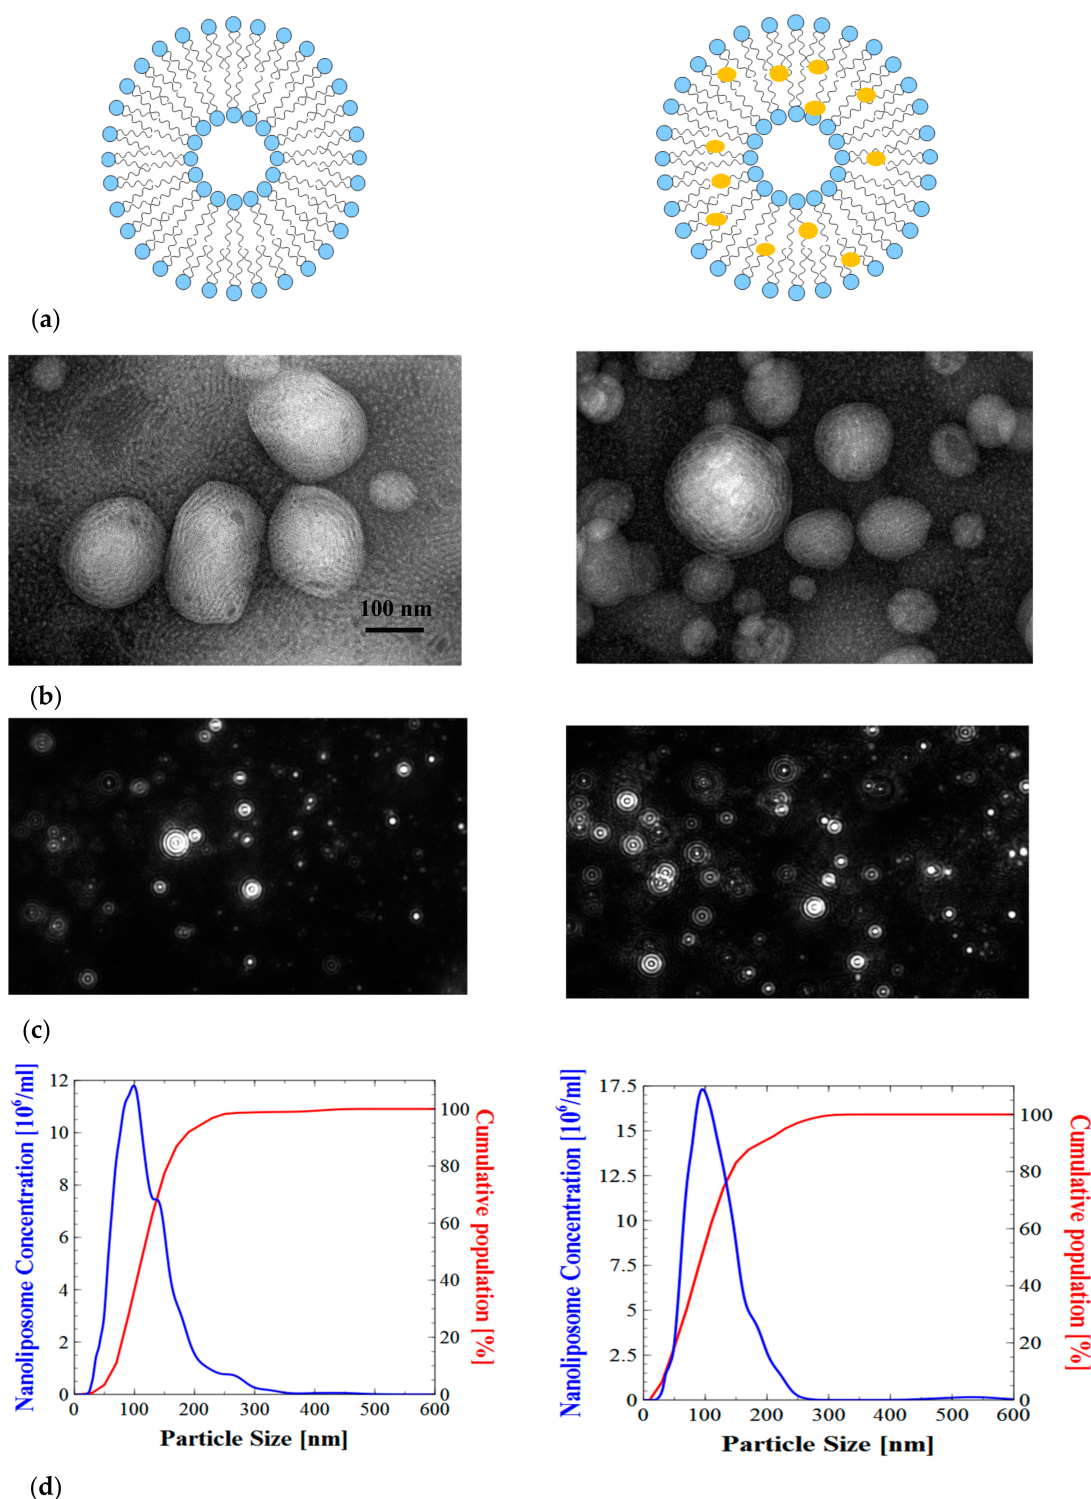 (a)
100 nm
(b)
(c)
Nanoliposome Concentration [10⁶/ml]
12
10
8
6
4
2
0
0 100 200 300 400 500 600
Particle Size [nm]
100
80
60
40
20
0
Cumulative population [%]
Nanoliposome Concentration [10⁶/ml]
17.5
15
12.5
10
7.5
5
2.5
0
0 100 200 300 400 500 600
Particle Size [nm]
100
80
60
40
20
0
Cumulative population [%]
(d)